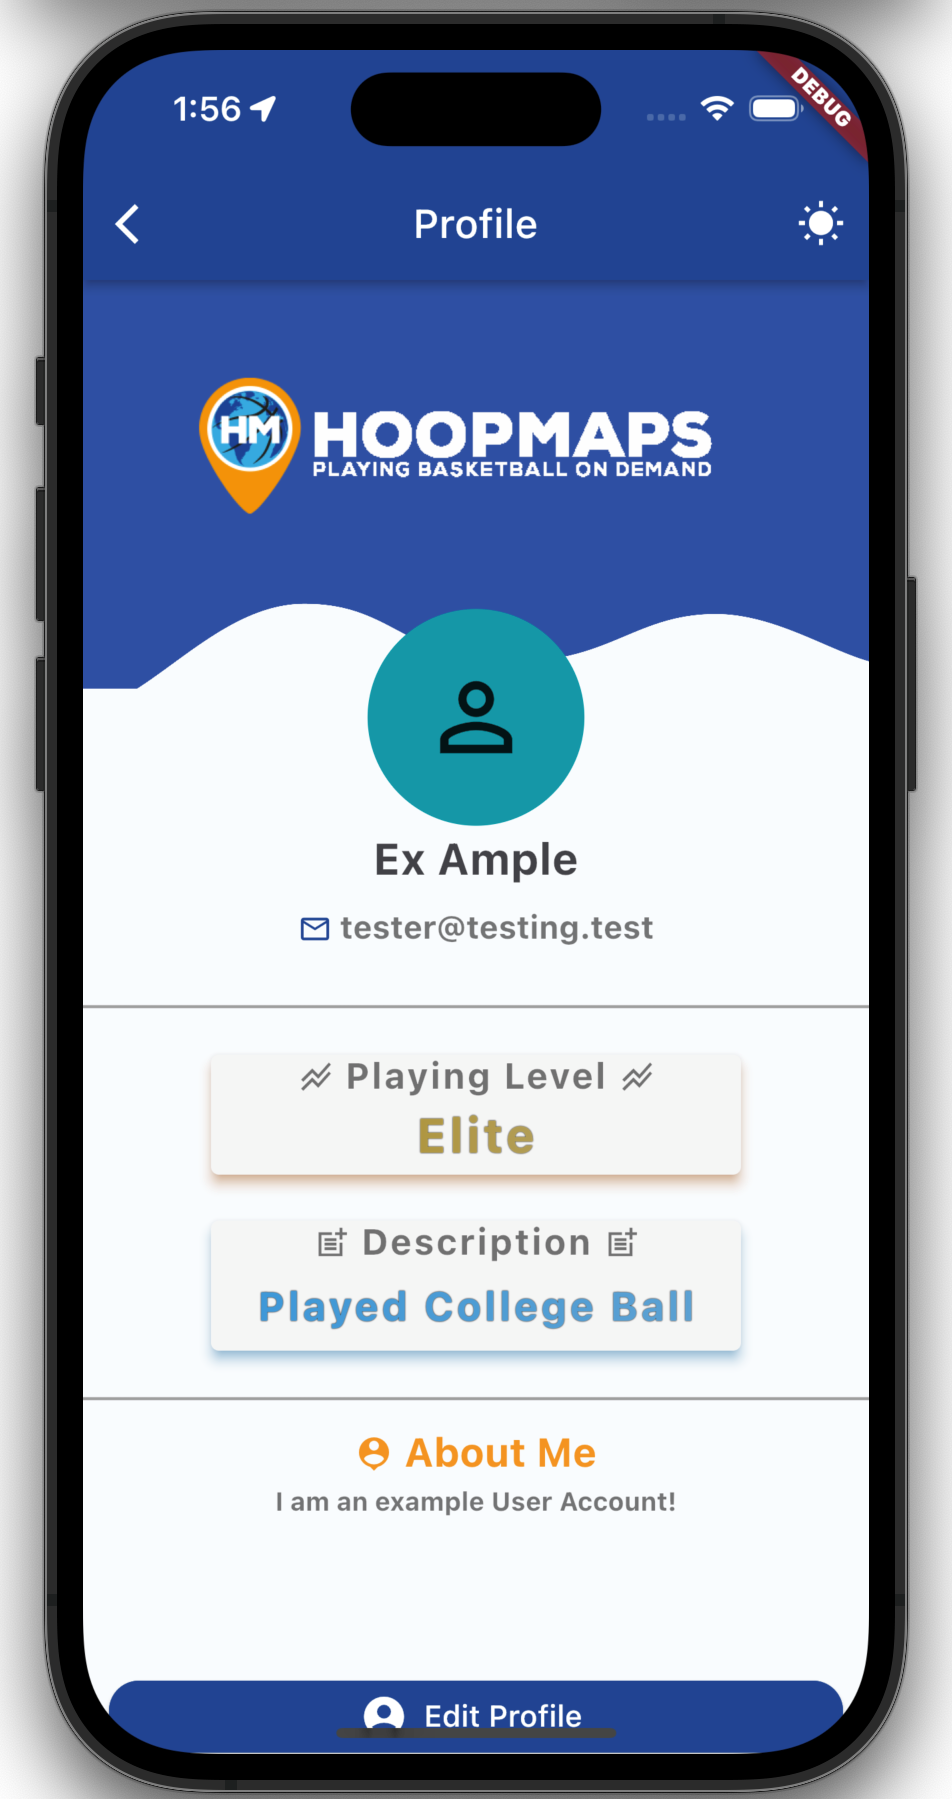 1:56
DEBUG
Profile
HM
HOOPMAPS
PLAYING BASKETBALL ON DEMAND
Ex Ample
tester@testing.test
Playing Level
Elite
Description
Played College Ball
About Me
I am an example User Account!
Edit Profile